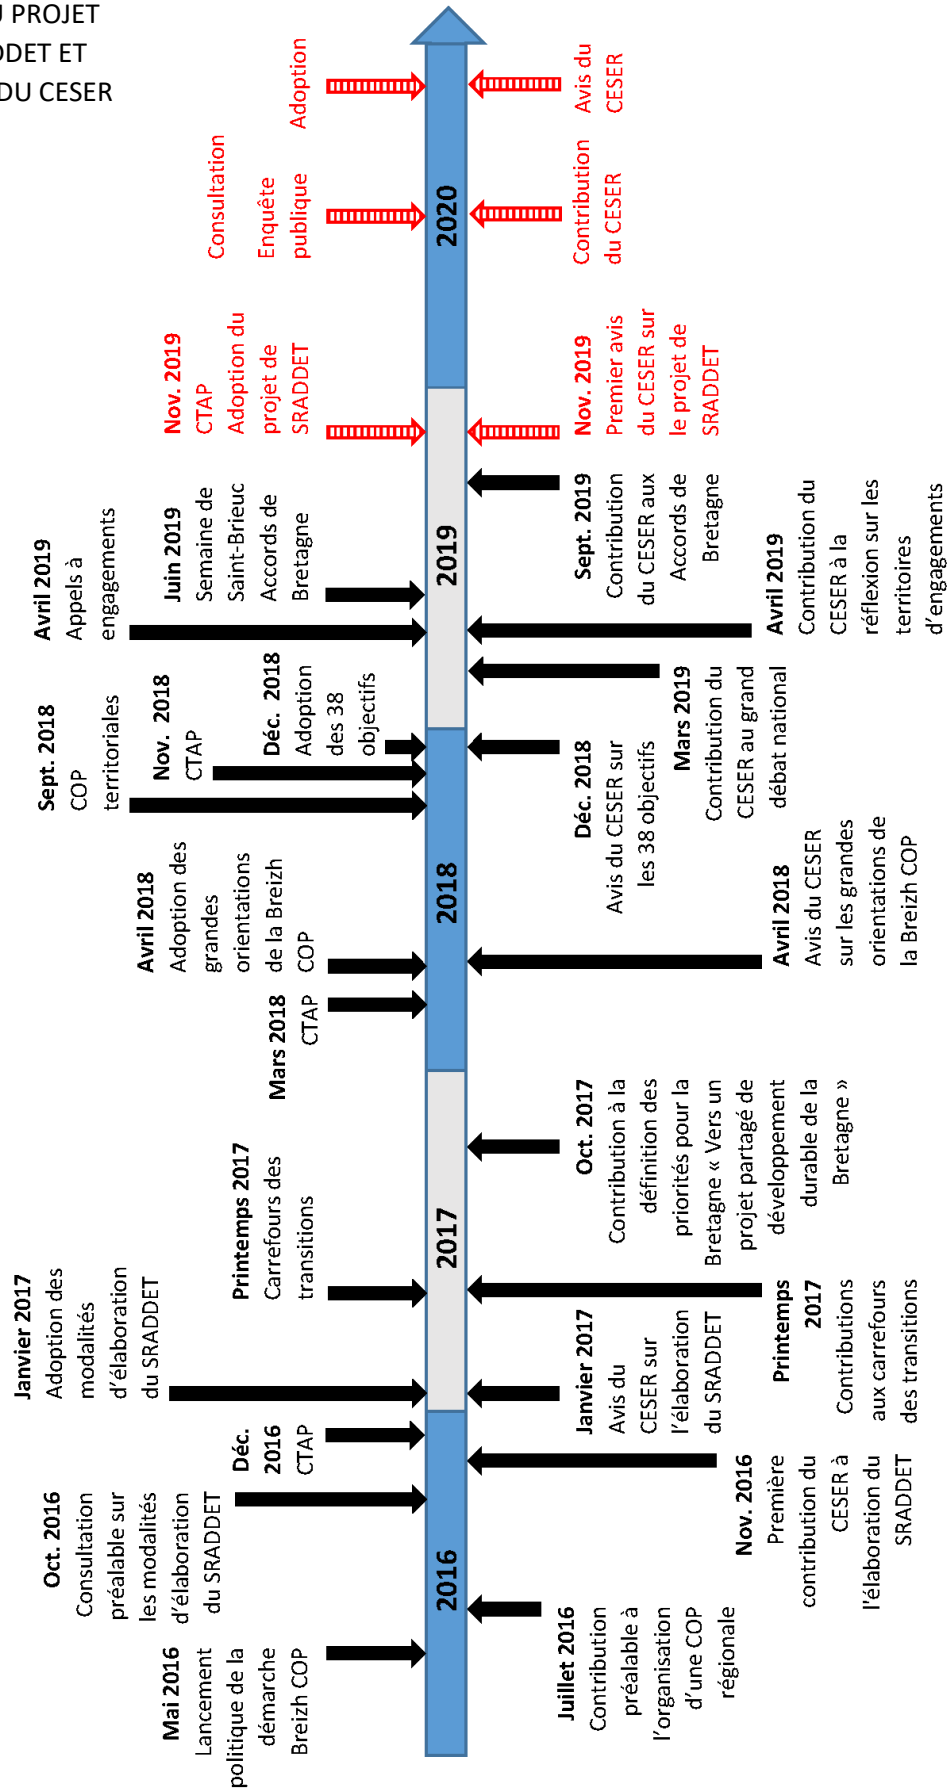 U PROJET
DDET ET
DU CESER
Mai 2016
Lancement
politique de la
démarche
Breizh COP
Oct. 2016
Consultation
préalable sur
les modalités
d'élaboration
du SRADDET
Déc.
2016
CTAP
Janvier 2017
Adoption des
modalités
d'élaboration
du SRADDET
Printemps 2017
Carrefours des
transitions
Mars 2018
CTAP
Avril 2018
Adoption des
grandes
orientations
de la Breizh
COP
Sept. 2018
COP
territoriales
Nov. 2018
CTAP
Déc. 2018
Adoption
des 38
objectifs
Avril 2019
Appels à
engagements
Juin 2019
Semaine de
Saint-Brieuc
Accords de
Bretagne
Nov. 2019
CTAP
Adoption du
projet de
SRADDET
Consultation
Enquête
publique
Adoption
2016
2017
2018
2019
2020
Juillet 2016
Contribution
préalable à
l'organisation
d'une COP
régionale
Nov. 2016
Première
contribution du
CESER à
l'élaboration du
SRADDET
Janvier 2017
Avis du
CESER sur
l'élaboration
du SRADDET
Printemps
2017
Contributions
aux carrefours
des transitions
Oct. 2017
Contribution à la
définition des
priorités pour la
Bretagne « Vers un
projet partagé de
développement
durable de la
Bretagne »
Avril 2018
Avis du CESER
sur les grandes
orientations de
la Breizh COP
Déc. 2018
Avis du CESER sur
les 38 objectifs
Mars 2019
Contribution du
CESER au grand
débat national
Avril 2019
Contribution du
CESER à la
réflexion sur les
territoires
d'engagements
Sept. 2019
Contribution
du CESER aux
Accords de
Bretagne
Nov. 2019
Premier avis
du CESER sur
le projet de
SRADDET
Contribution
du CESER
Avis du
CESER